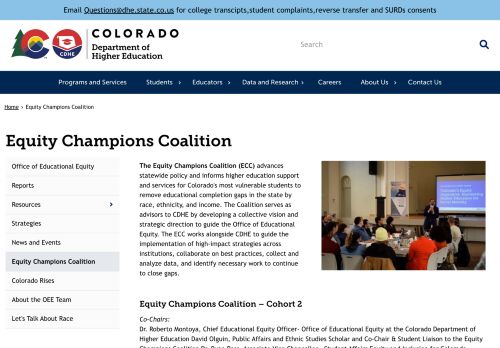 Email Questions@dhe.state.co.us for college transcipts,student complaints,reverse transfer and SURDs consents
CDHE
COLORADO
Department of
Higher Education
Search
Programs and Services
Students
Educators
Data and Research
Careers
About Us
Contact Us
Home > Equity Champions Coalition
Equity Champions Coalition
Office of Educational Equity
Reports
Resources
Strategies
News and Events
Equity Champions Coalition
Colorado Rises
About the OEE Team
Let's Talk About Race
The Equity Champions Coalition (ECC) advances
statewide policy and informs higher education support
and services for Colorado's most vulnerable students to
remove educational completion gaps in the state by
race, ethnicity, and income. The Coalition serves as
advisors to CDHE by developing a collective vision and
strategic direction to guide the Office of Educational
Equity. The ECC works alongside CDHE to guide the
implementation of high-impact strategies across
institutions, collaborate on best practices, collect and
analyze data, and identify necessary work to continue
to close gaps.
Equity Champions Coalition – Cohort 2
Co-Chairs:
Dr. Roberto Montoya, Chief Educational Equity Officer- Office of Educational Equity at the Colorado Department of
Higher Education David Olguin, Public Affairs and Ethnic Studies Scholar and Co-Chair & Student Liaison to the Equity